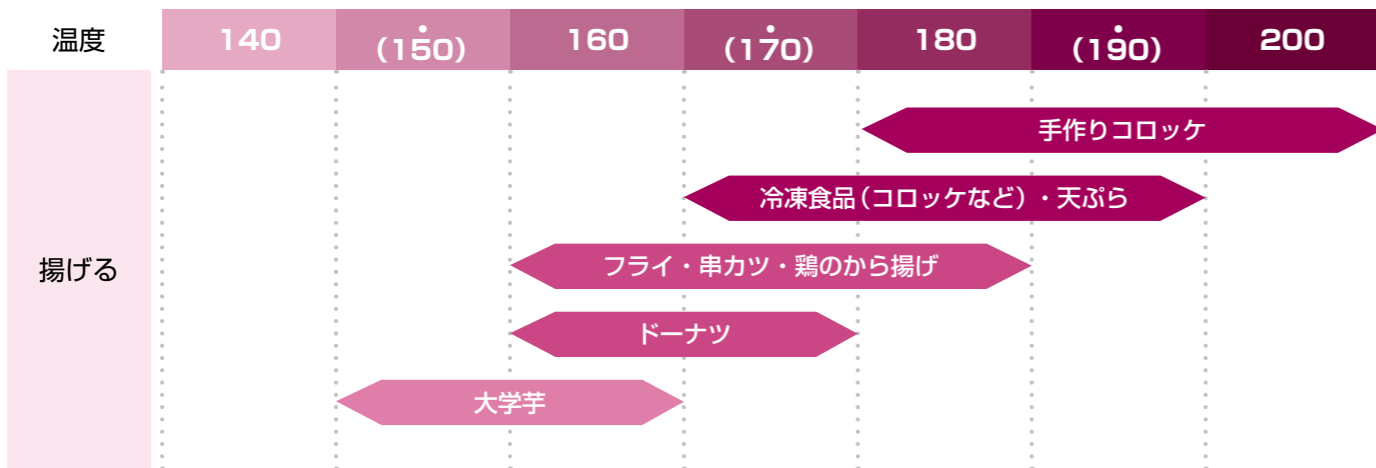 温度 140 (150) 160 (170) 180 (190) 200
手作りコロッケ
冷凍食品（コロッケなど）・天ぷら
揚げる
フライ・串カツ・鶏のから揚げ
ドーナツ
大学芋